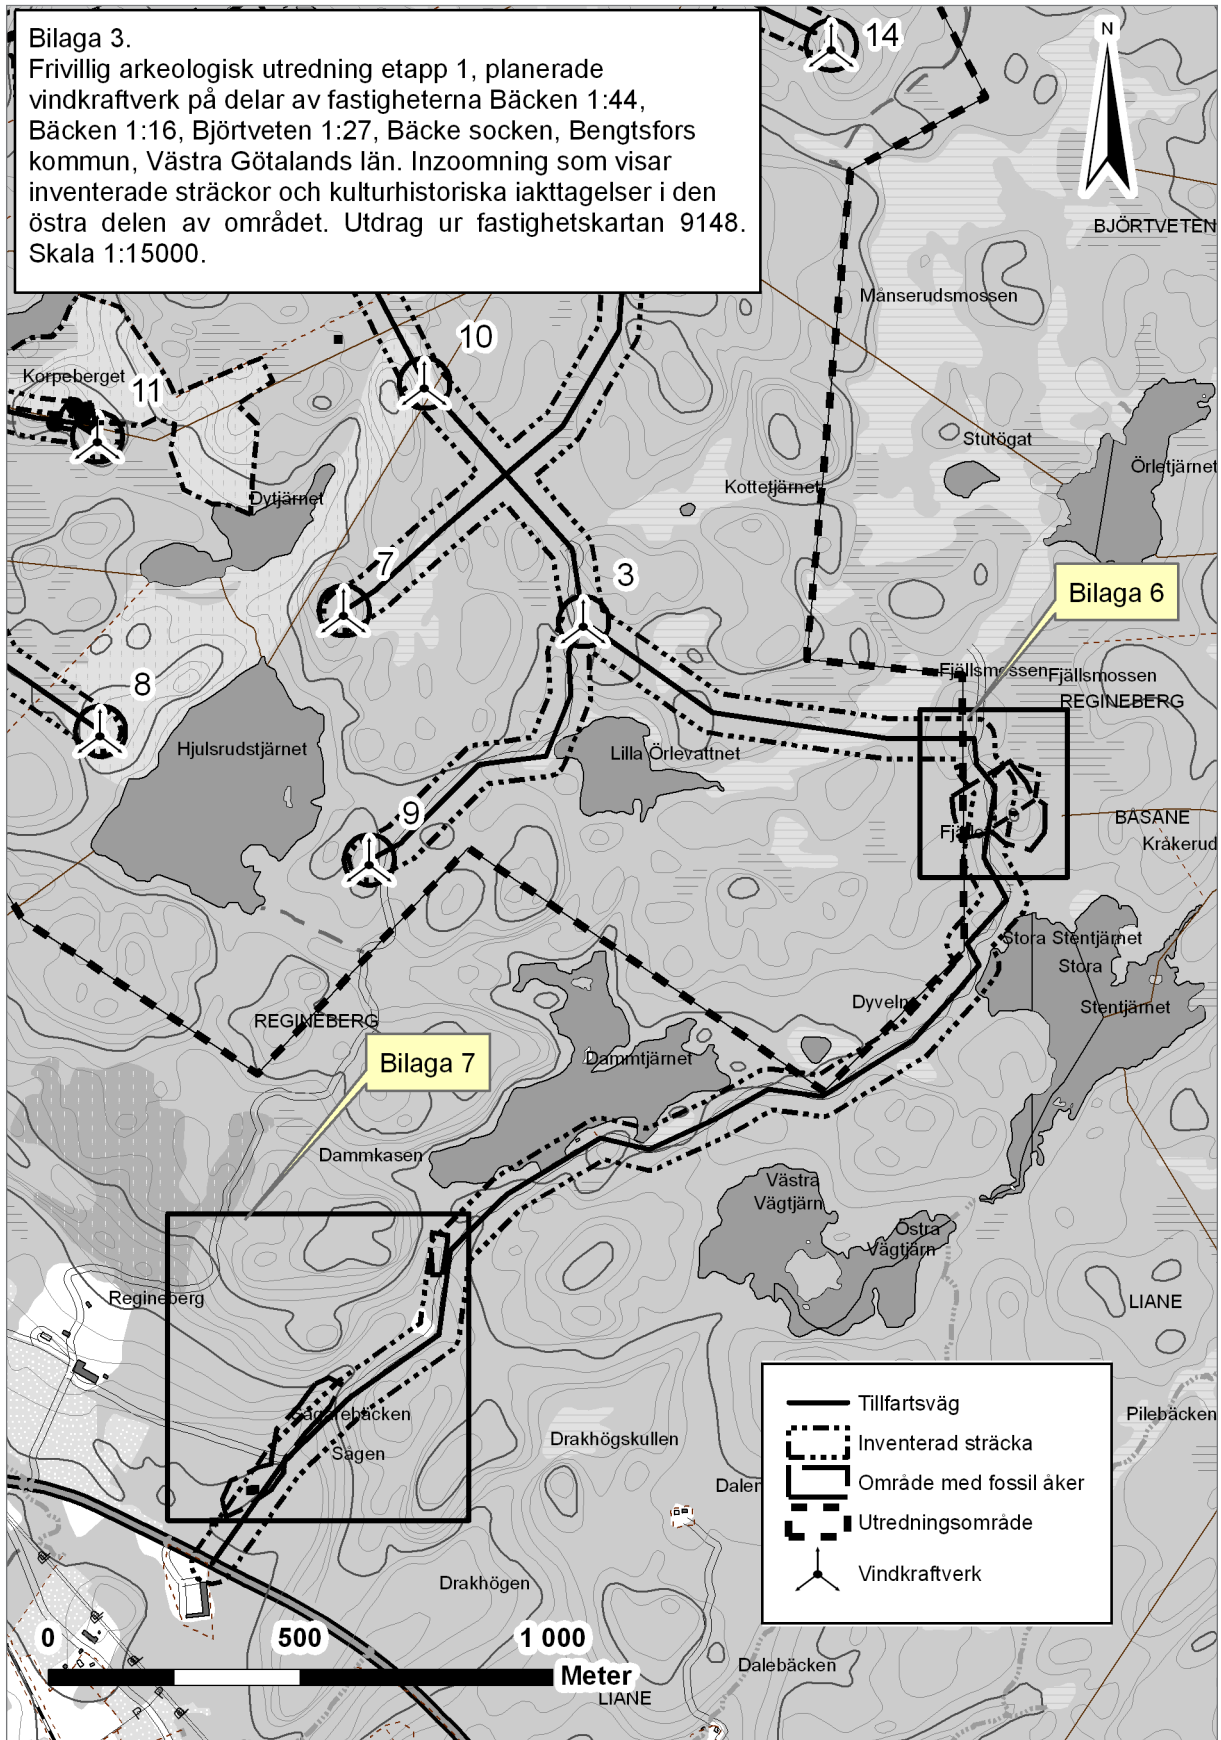 Bilaga 3.
Frivillig arkeologisk utredning etapp 1, planerade
vindkraftverk på delar av fastigheterna Bäcken 1:44,
Bäcken 1:16, Björtveten 1:27, Bäcke socken, Bengtsfors
kommun, Västra Götalands län. Inzoomning som visar
inventerade sträckor och kulturhistoriska iakttagelser i den
östra delen av området. Utdrag ur fastighetskartan 9148.
Skala 1:15000.
14
N
BJÖRTVETEN
Månserudsmossen
10
Korpeberget
11
Stutögat
Örletjärnet
Kottetjärnet
Dytjärnet
7
3
Bilaga 6
Fjällsmossen
Fjällsmossen
REGINEBERG
8
Hjulsrudstjärnet
Lilla Örlevattnet
9
BÅSANE
Kråkerud
Stora Stentjärnet
Stora
Stentjärnet
REGINEBERG
Bilaga 7
Dammtjärnet
Dammkasen
Västra
Vägtjärn
Östra
Vägtjärn
Regineberg
LIANE
Sågarebäcken
Sågen
Drakhögskullen
Pilebäcken
Drakhögen
Dalebäcken
LIANE
Tillfartsväg
Inventerad sträcka
Område med fossil åker
Utredningsområde
Vindkraftverk
0
500
1 000
Meter